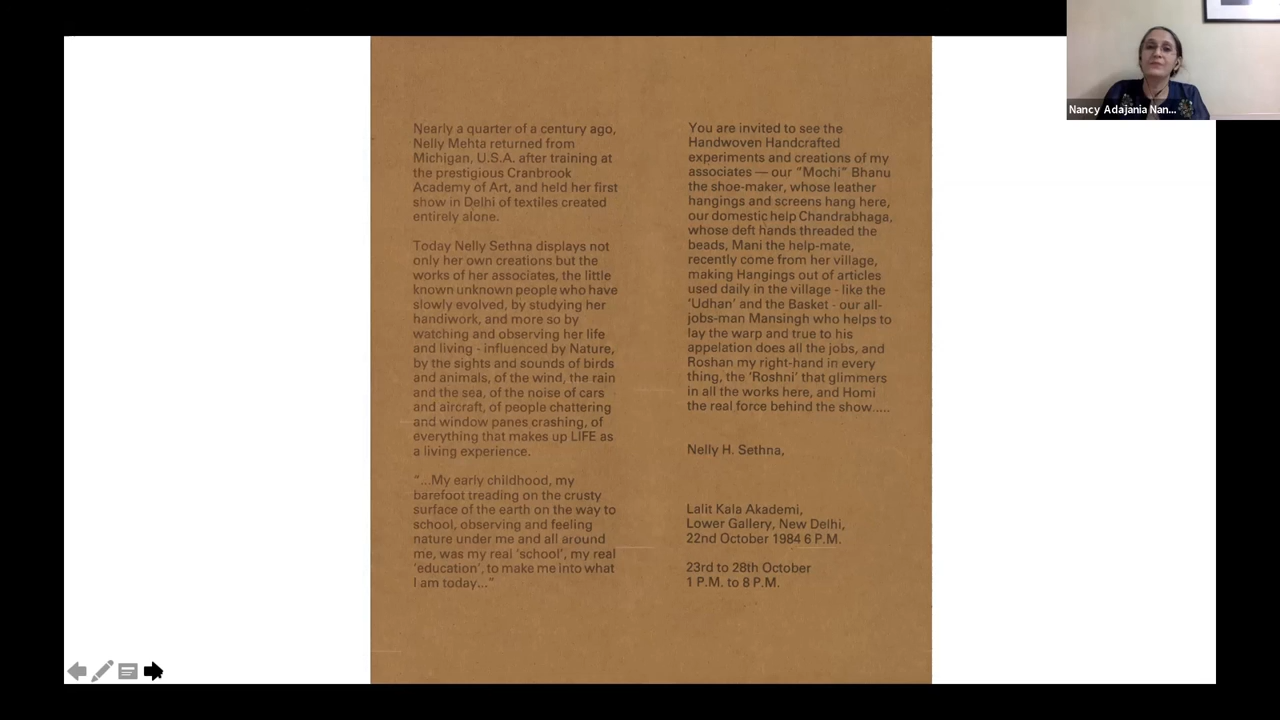 Nearly a quarter of a century ago,
Nelly Mehta returned from
Michigan, U.S.A. after training at
the prestigious Cranbrook
Academy of Art, and held her first
show in Delhi of textiles created
entirely alone.
Today Nelly Sethna displays not
only her own creations but the
works of her associates, the little
known unknown people who have
slowly evolved, by studying her
handiwork, and more so by
watching and observing her life
and living - influenced by Nature,
by the sights and sounds of birds
and animals, of the wind, the rain
and the sea, of the noise of cars
and aircraft, of people chattering
and window panes crashing, of
everything that makes up LIFE as
a living experience.
"...My early childhood, my
barefoot treading on the crusty
surface of the earth on the way to
school, observing and feeling
nature under me and all around
me, was my real 'school', my real
'education', to make me into what
I am today..."
You are invited to see the
Handwoven Handcrafted
experiments and creations of my
associates — our "Mochi" Bhanu
the shoe-maker, whose leather
hangings and screens hang here,
our domestic help Chandrabhaga,
whose deft hands threaded the
beads, Mani the help-mate,
recently come from her village,
making Hangings out of articles
used daily in the village - like the
'Udhan' and the Basket - our all-
jobs-man Mansingh who helps to
lay the warp and true to his
appelation does all the jobs, and
Roshan my right-hand in every
thing, the 'Roshni' that glimmers
in all the works here, and Homi
the real force behind the show.....
Nelly H. Sethna,
Lalit Kala Akademi,
Lower Gallery, New Delhi,
22nd October 1984 6 P.M.
23rd to 28th October
1 P.M. to 8 P.M.
Nancy Adajania Nan...